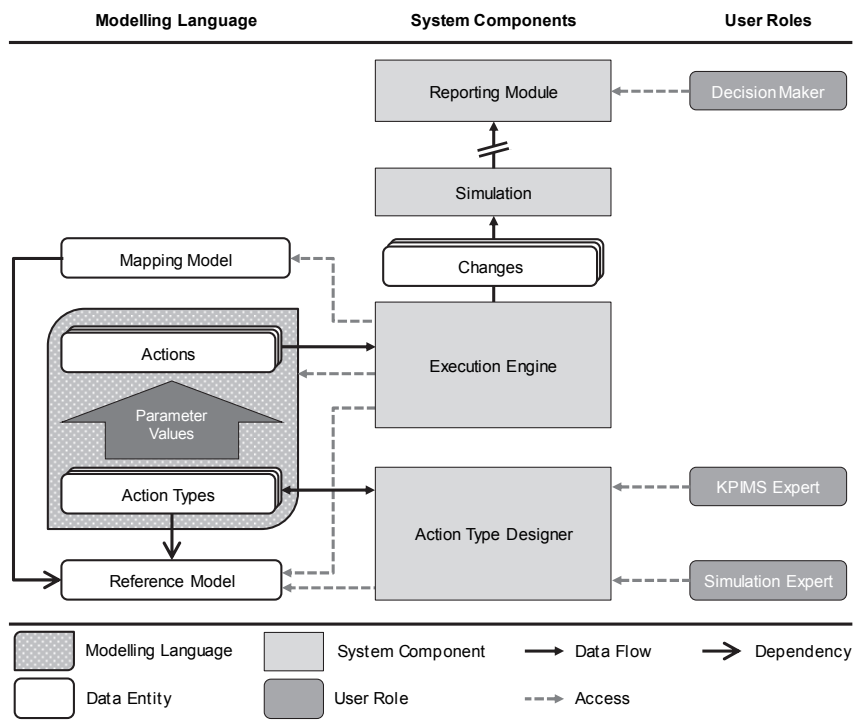 Modelling Language
System Components
User Roles
Reporting Module
Decision Maker
Simulation
Mapping Model
Changes
Actions
Execution Engine
Parameter
Values
Action Types
KPIMS Expert
Action Type Designer
Reference Model
Simulation Expert
Modelling Language
System Component
Data Flow
Dependency
Data Entity
User Role
Access